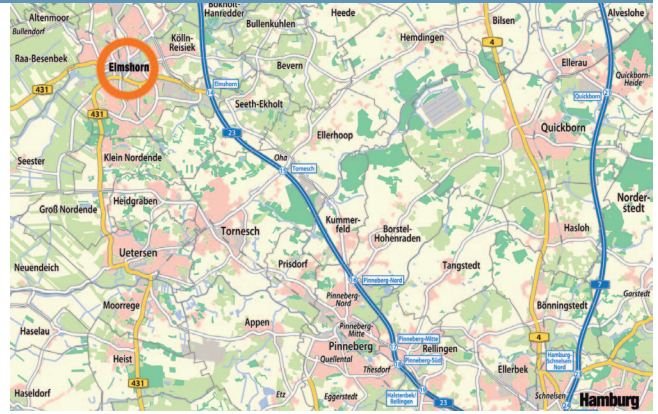 Altenmoor
Bullendorf
Kölln-
Reisiek
Bokholt-
Hanredder
Bullenkuhlen
Heede
Bilsen
Alveslohe
Hemdingen
4
Raa-Besenbek
Elmshorn
Bevern
Ellerau
Quickborn-
Heide
431
Elmshorn
Quickborn
431
Seeth-Ekholt
23
Ellerhoop
Quickborn
Klein Nordende
Oha
Tornesch
Seester
Heidgraben
Norder-
stedt
Groß Nordende
Kummer-
feld
Borstel-
Hohenraden
Hasloh
Tornesch
Uetersen
Prisdorf
Tangstedt
Neuendeich
Pinneberg-Nord
7
Garstedt
Moorrege
Pinneberg-
Nord
Bönningstedt
Haselau
Appen
Pinneberg-
Mitte
Pinneberg-Mitte
4
Pinneberg
Rellingen
Heist
Quellental
Pinneberg-Süd
Hamburg-
Schnelsen-
Nord
Thesdorf
Ellerbek
431
Haseldorf
Etz
Eggerstedt
Halstenbek/
Rellingen
23
Schnelsen
Hamburg